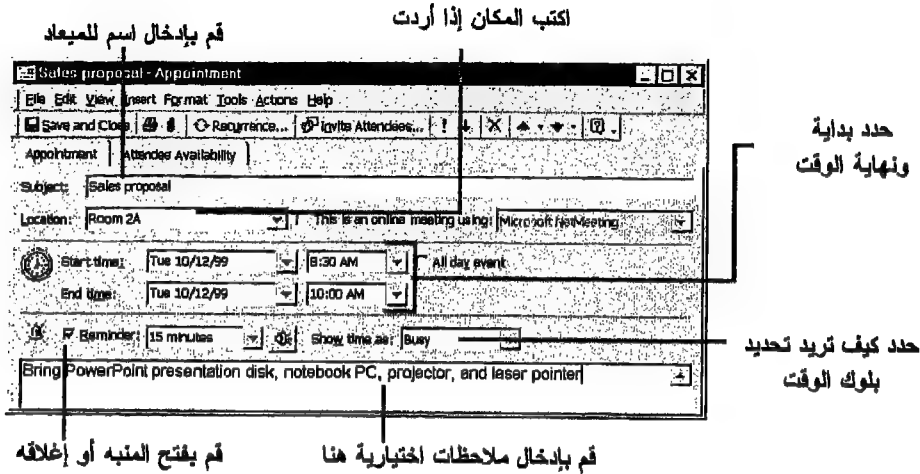 اكتب المكان إذا أردت
قم بإدخال اسم للميعاد
Sales proposal - Appointment
File Edit View Insert Format Tools Actions Help
Save and Close Recurrence... Invite Attendees...
حدد بداية
ونهاية الوقت
Appointment Attendee Availability
Subject: Sales proposal
Location: Room 2A This is an online meeting using: Microsoft NetMeeting
Start time: Tue 10/12/99 8:30 AM All day event
End time: Tue 10/12/99 10:00 AM
Reminder: 15 minutes Show time as: Busy
حدد كيف تريد تحديد
بلوك الوقت
Bring PowerPoint presentation disk, notebook PC, projector, and laser pointer
قم بإدخال ملاحظات اختيارية هنا
قم بفتح المنبه أو إغلاقه